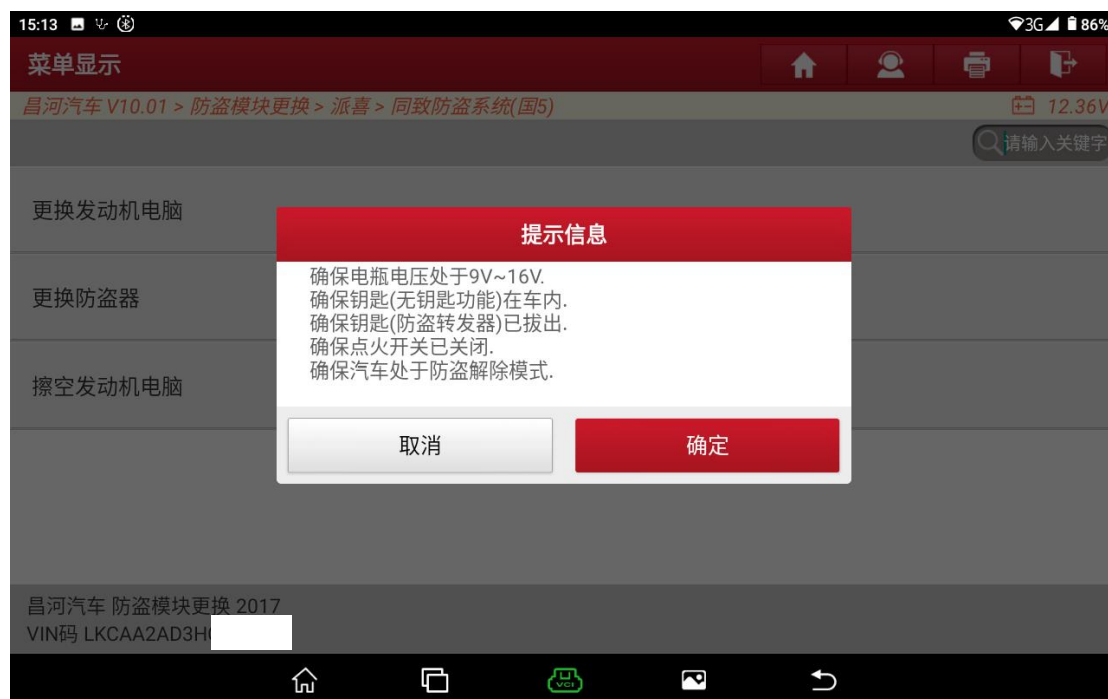 15:13
3G 86%
菜单显示
昌河汽车 V10.01 > 防盗模块更换 > 派喜 > 同致防盗系统(国5)
12.36V
请输入关键字
更换发动机电脑
提示信息
确保电瓶电压处于9V~16V.
确保钥匙(无钥匙功能)在车内.
更换防盗器
确保钥匙(防盗转发器)已拔出.
确保点火开关已关闭.
确保汽车处于防盗解除模式.
擦空发动机电脑
取消
确定
昌河汽车 防盗模块更换 2017
VIN码 LKCAA2AD3H
VCI